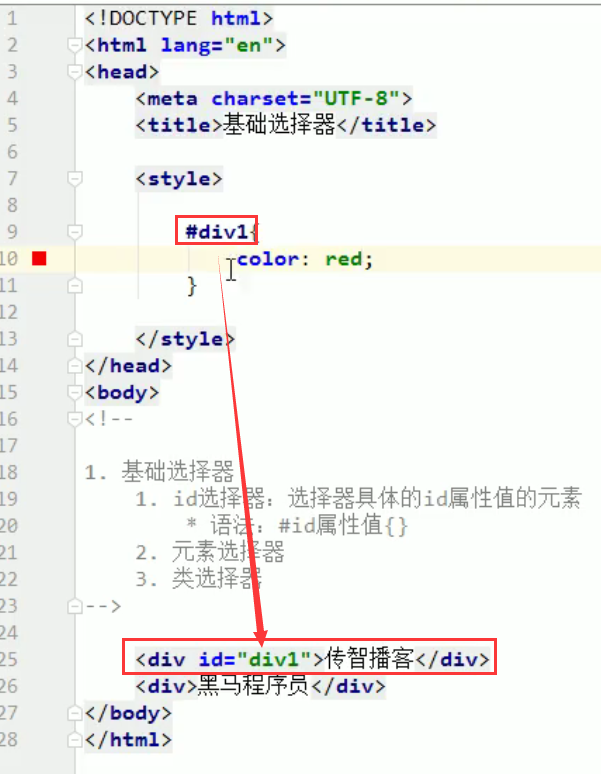 1 <!DOCTYPE html>
2 <html lang="en">
3 <head>
4 <meta charset="UTF-8">
5 <title>基础选择器</title>
6
7 <style>
8
9 #div1{
10 color: red;
11 }
12
13 </style>
14 </head>
15 <body>
16 <!--
17
18 1. 基础选择器
19 1. id选择器：选择器具体的id属性值的元素
20 * 语法：#id属性值{}
21 2. 元素选择器
22 3. 类选择器
23 -->
24
25 <div id="div1">传智播客</div>
26 <div>黑马程序员</div>
27 </body>
28 </html>